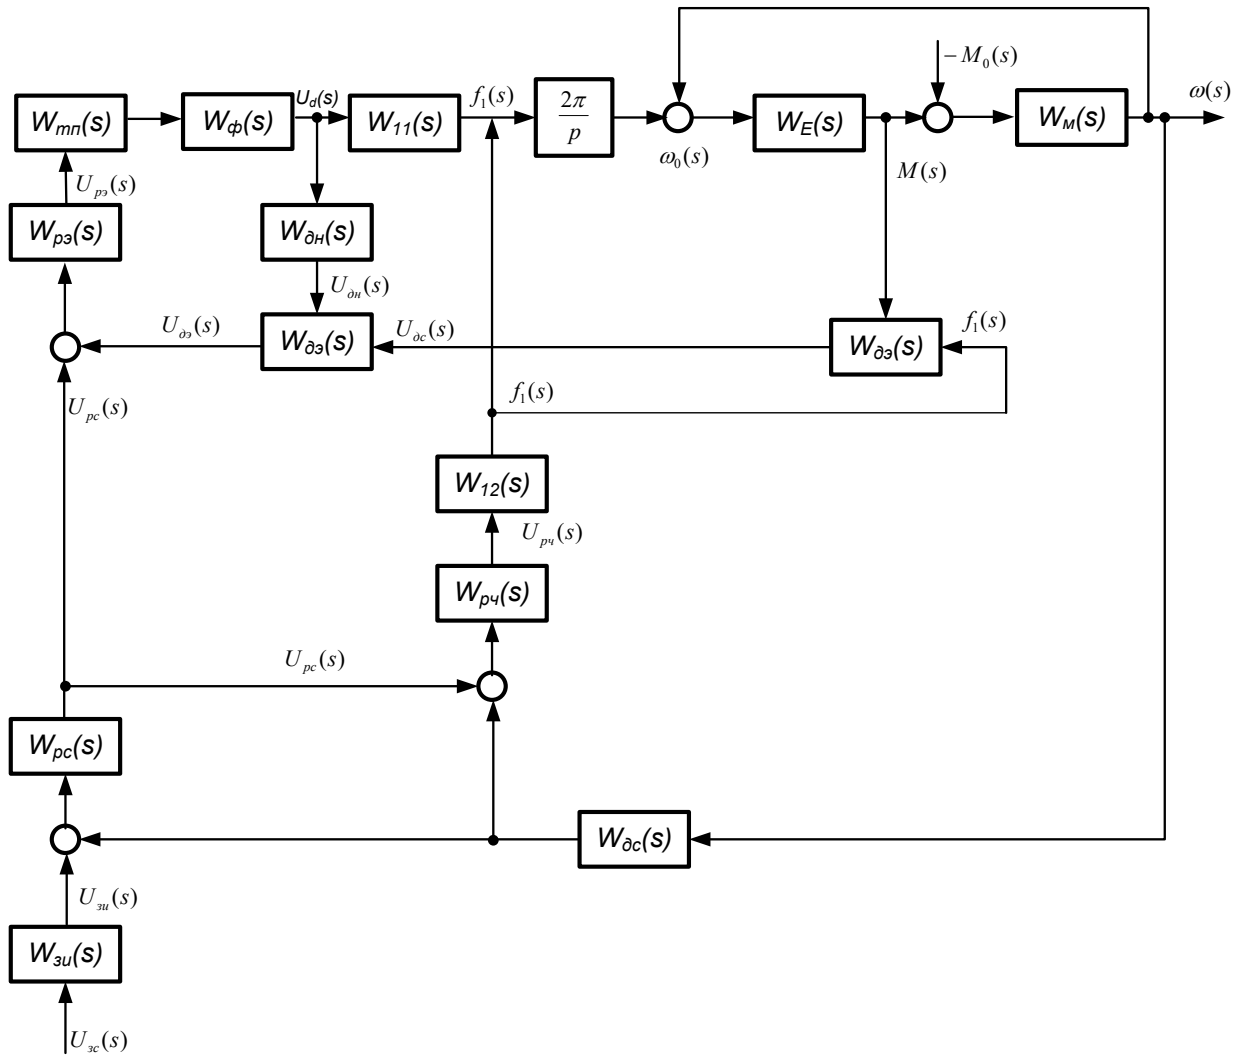 −M₀(s)
ω(s)
U_d(s)
f₁(s)
W_тп(s)
W_ф(s)
W_11(s)
2π
p
W_E(s)
W_м(s)
ω₀(s)
M(s)
U_рэ(s)
W_рэ(s)
W_дн(s)
U_дн(s)
U_дэ(s)
W_дэ(s)
U_дс(s)
W_дэ(s)
f₁(s)
U_рс(s)
f₁(s)
W_12(s)
U_рч(s)
W_рч(s)
U_рс(s)
W_рс(s)
W_дс(s)
U_зи(s)
W_зи(s)
U_зс(s)